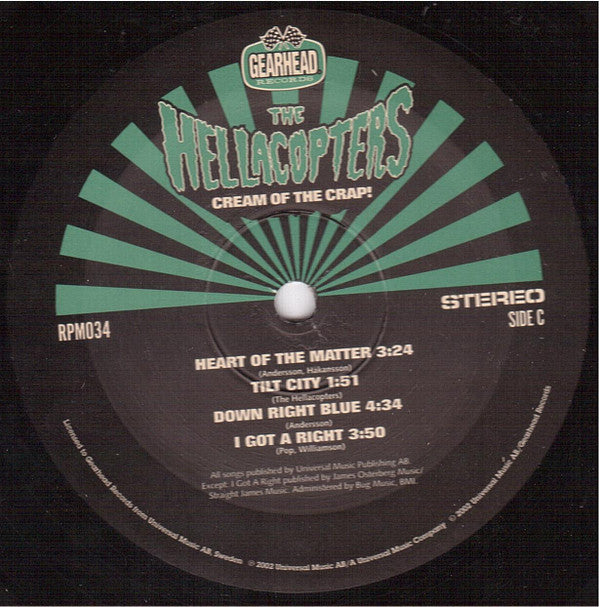 GEARHEAD
RECORDS
THE
HELLACOPTERS
CREAM OF THE CRAP!
STEREO
RPM034
SIDE C
HEART OF THE MATTER 3:24
(Andersson, Håkansson)
TILT CITY 1:51
(The Hellacopters)
DOWN RIGHT BLUE 4:34
(Andersson)
I GOT A RIGHT 3:50
(Pop, Williamson)
All songs published by Universal Music Publishing AB.
Except: I Got A Right published by James Osterberg Music/
Straight James Music. Administered by Bug Music, BMI.
Licensed to Gearhead Records from Universal Music AB, Sweden ℗ 2002 Universal Music AB/A Universal Music Company © 2002 Universal Music AB/Gearhead Records